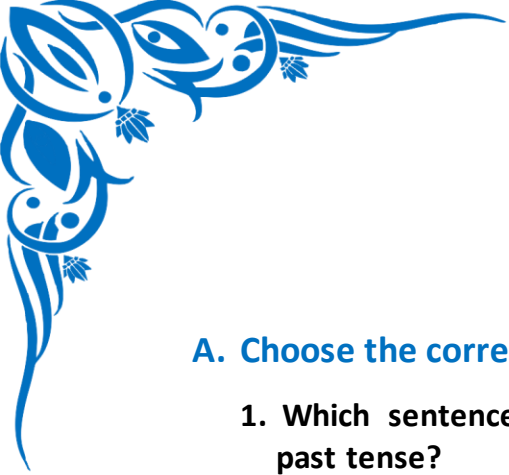 A. Choose the corre
1. Which sentence
past tense?